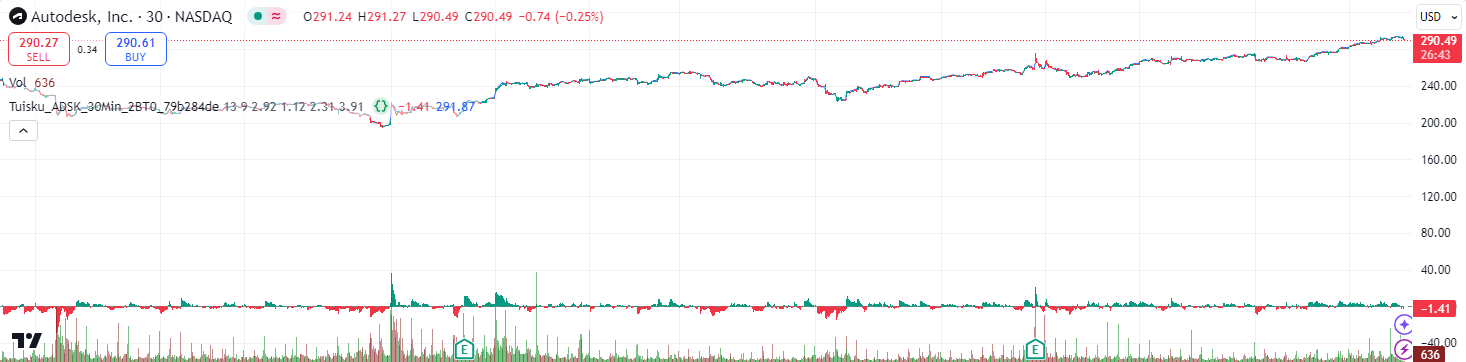 Autodesk, Inc. · 30 · NASDAQ O291.24 H291.27 L290.49 C290.49 −0.74 (−0.25%)
USD
290.27 SELL
0.34
290.61 BUY
290.49
26:43
Vol 636
240.00
Tuisku_ADSK_30Min_2BT0_79b284de 13 9 2.92 1.12 2.31 3.91 −1.41 291.87
200.00
160.00
120.00
80.00
40.00
−1.41
E
E
−40.00
636